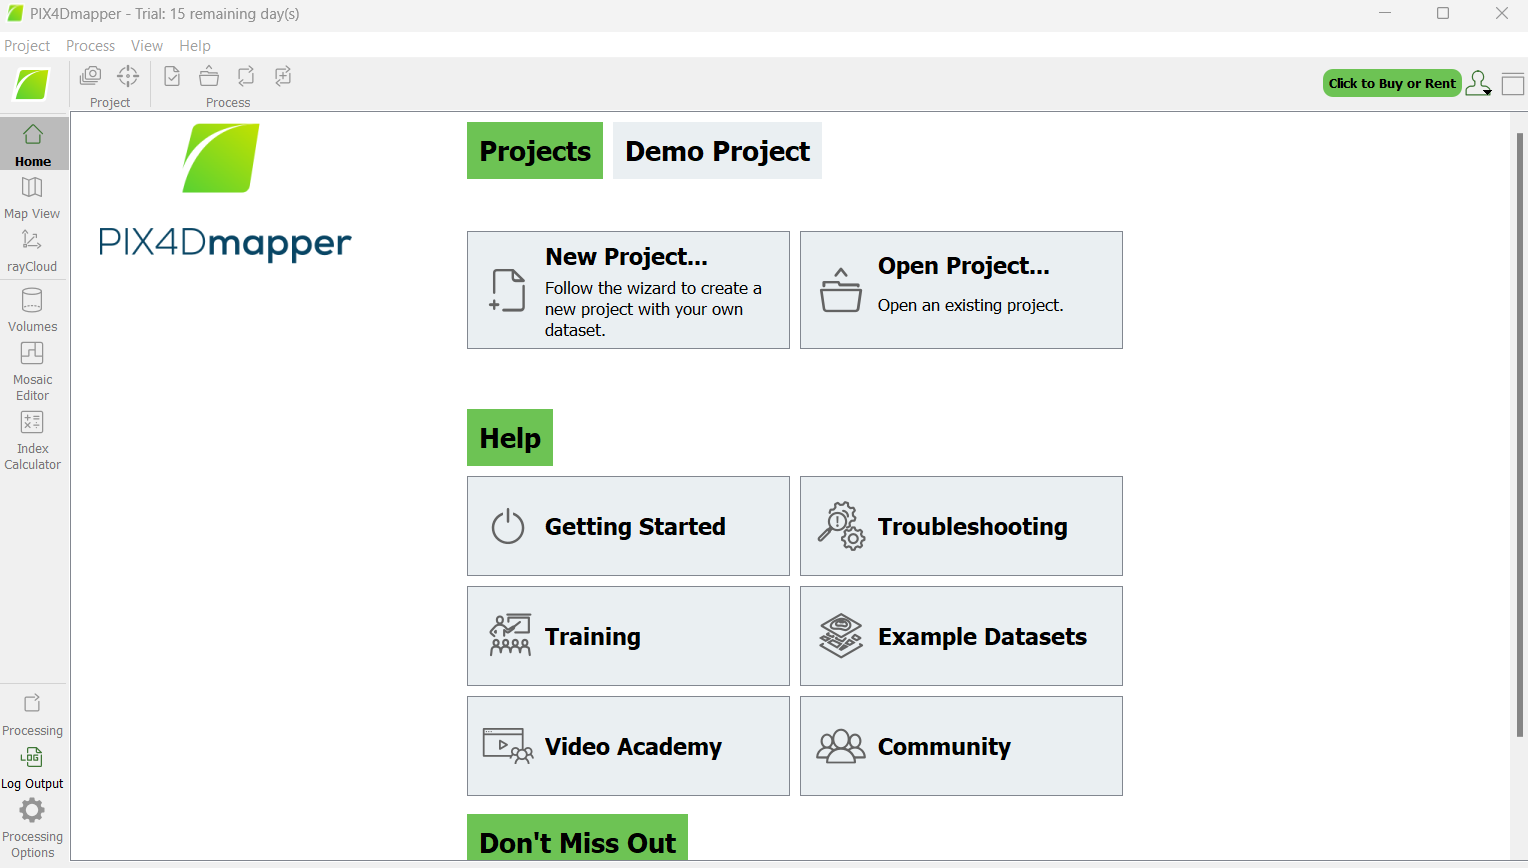 PIX4Dmapper - Trial: 15 remaining day(s)
Project Process View Help
Project
Process
Click to Buy or Rent
Home
Map View
rayCloud
Volumes
Mosaic
Editor
Index
Calculator
Processing
LOG
Log Output
Processing
Options
PIX4Dmapper
Projects
Demo Project
New Project...
Follow the wizard to create a
new project with your own
dataset.
Open Project...
Open an existing project.
Help
Getting Started
Troubleshooting
Training
Example Datasets
Video Academy
Community
Don't Miss Out